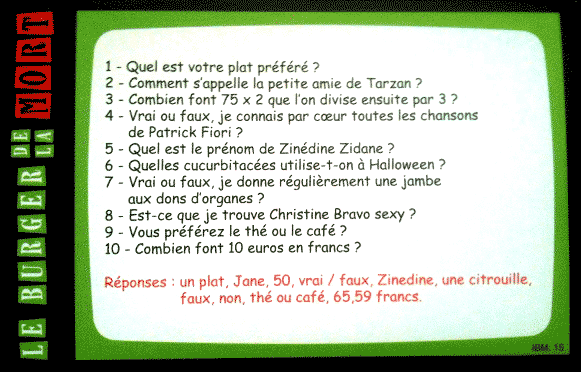 LE BURGER DE LA MORT
1 - Quel est votre plat préféré ?
2 - Comment s'appelle la petite amie de Tarzan ?
3 - Combien font 75 x 2 que l'on divise ensuite par 3 ?
4 - Vrai ou faux, je connais par cœur toutes les chansons
de Patrick Fiori ?
5 - Quel est le prénom de Zinédine Zidane ?
6 - Quelles cucurbitacées utilise-t-on à Halloween ?
7 - Vrai ou faux, je donne régulièrement une jambe
aux dons d'organes ?
8 - Est-ce que je trouve Christine Bravo sexy ?
9 - Vous préférez le thé ou le café ?
10 - Combien font 10 euros en francs ?
Réponses : un plat, Jane, 50, vrai / faux, Zinedine, une citrouille,
faux, non, thé ou café, 65,59 francs.